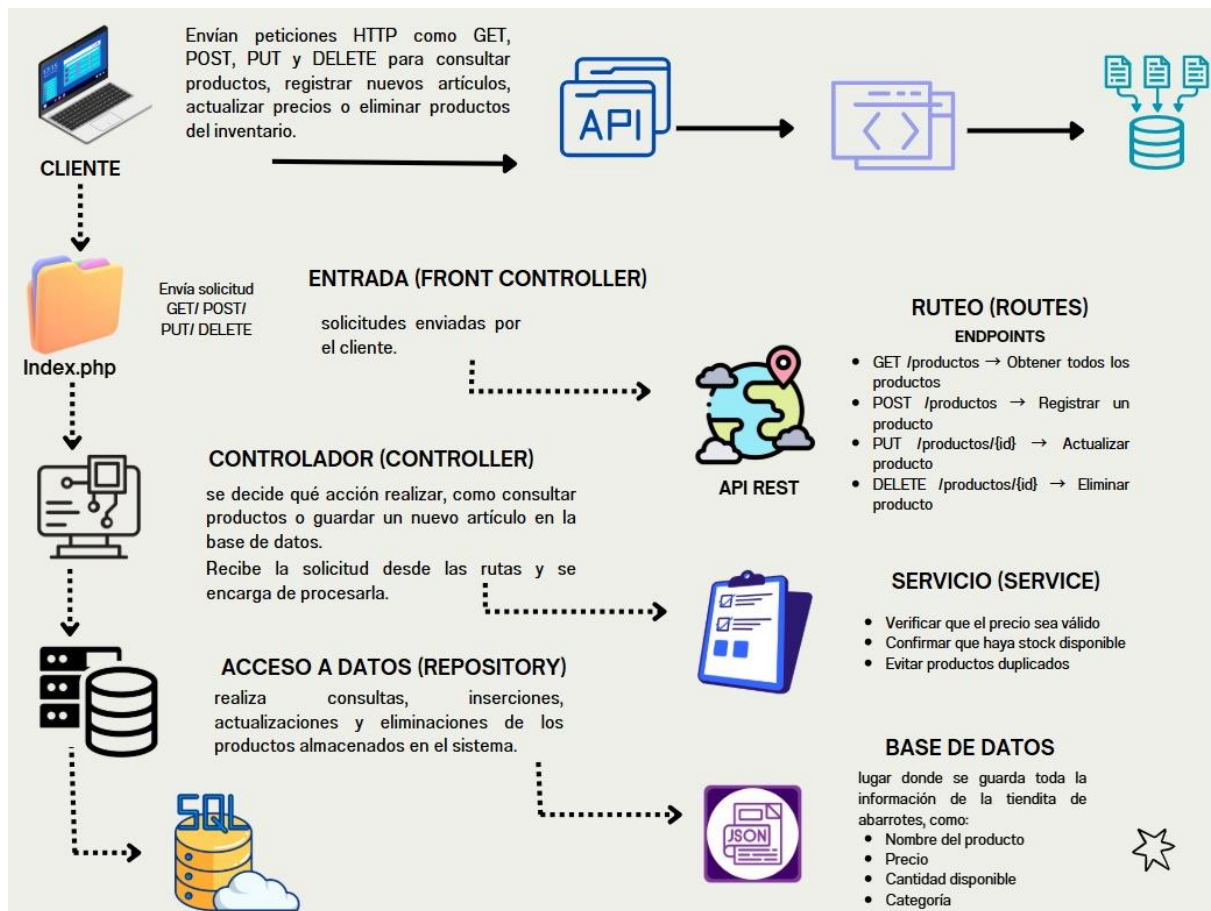 Envían peticiones HTTP como GET,
POST, PUT y DELETE para consultar
productos, registrar nuevos artículos,
actualizar precios o eliminar productos
del inventario.
API
CLIENTE
Envía solicitud
GET/ POST/
PUT/ DELETE
Index.php
ENTRADA (FRONT CONTROLLER)
solicitudes enviadas por
el cliente.
API REST
RUTEO (ROUTES)
ENDPOINTS
• GET /productos → Obtener todos los
productos
• POST /productos → Registrar un
producto
• PUT /productos/{id} → Actualizar
producto
• DELETE /productos/{id} → Eliminar
producto
CONTROLADOR (CONTROLLER)
se decide qué acción realizar, como consultar
productos o guardar un nuevo artículo en la
base de datos.
Recibe la solicitud desde las rutas y se
encarga de procesarla.
SERVICIO (SERVICE)
• Verificar que el precio sea válido
• Confirmar que haya stock disponible
• Evitar productos duplicados
ACCESO A DATOS (REPOSITORY)
realiza consultas, inserciones,
actualizaciones y eliminaciones de los
productos almacenados en el sistema.
SQL
JSON
BASE DE DATOS
lugar donde se guarda toda la
información de la tiendita de
abarrotes, como:
• Nombre del producto
• Precio
• Cantidad disponible
• Categoría